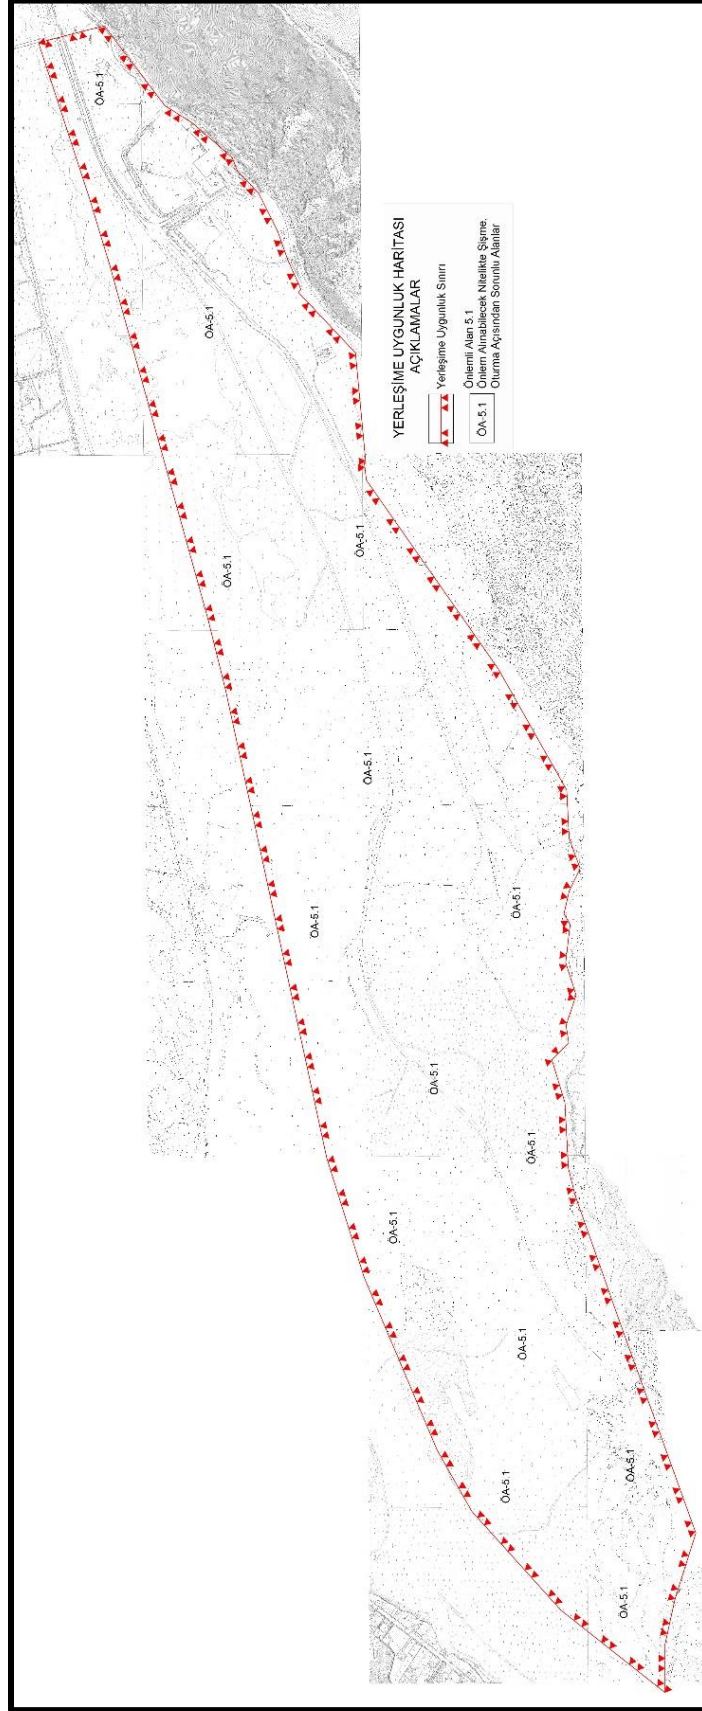 ÖA-5.1
ÖA-5.1
ÖA-5.1
ÖA-5.1
ÖA-5.1
ÖA-5.1
ÖA-5.1
ÖA-5.1
ÖA-5.1
ÖA-5.1
ÖA-5.1
ÖA-5.1
ÖA-5.1
ÖA-5.1
YERLEŞİME UYGUNLUK HARİTASI
AÇIKLAMALAR
Yerleşime Uygunluk Sınırı
ÖA-5.1
Önlemli Alan 5.1
Önlem Alınabilecek Nitelikte Şişme,
Oturma Açısından Sorunlu Alanlar